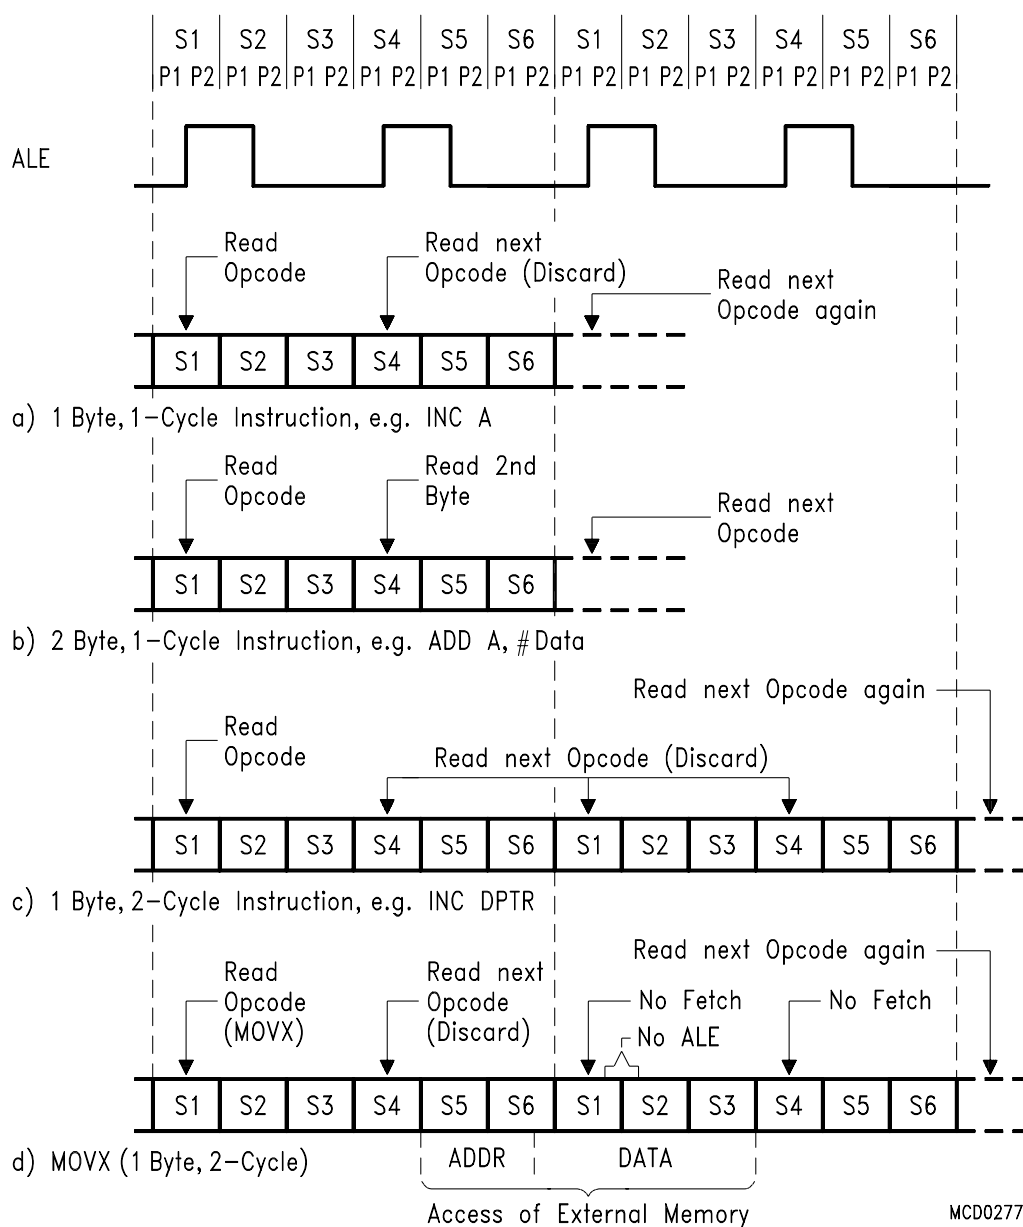 S1 S2 S3 S4 S5 S6 S1 S2 S3 S4 S5 S6
P1 P2 P1 P2 P1 P2 P1 P2 P1 P2 P1 P2 P1 P2 P1 P2 P1 P2 P1 P2 P1 P2 P1 P2
ALE
Read
Opcode
Read next
Opcode (Discard)
Read next
Opcode again
S1 S2 S3 S4 S5 S6
a) 1 Byte, 1-Cycle Instruction, e.g. INC A
Read
Opcode
Read 2nd
Byte
Read next
Opcode
S1 S2 S3 S4 S5 S6
b) 2 Byte, 1-Cycle Instruction, e.g. ADD A, #Data
Read next Opcode again
Read
Opcode
Read next Opcode (Discard)
S1 S2 S3 S4 S5 S6 S1 S2 S3 S4 S5 S6
c) 1 Byte, 2-Cycle Instruction, e.g. INC DPTR
Read next Opcode again
Read
Opcode
(MOVX)
Read next
Opcode
(Discard)
No Fetch
No ALE
No Fetch
S1 S2 S3 S4 S5 S6 S1 S2 S3 S4 S5 S6
d) MOVX (1 Byte, 2-Cycle)
ADDR
DATA
Access of External Memory
MCD02777